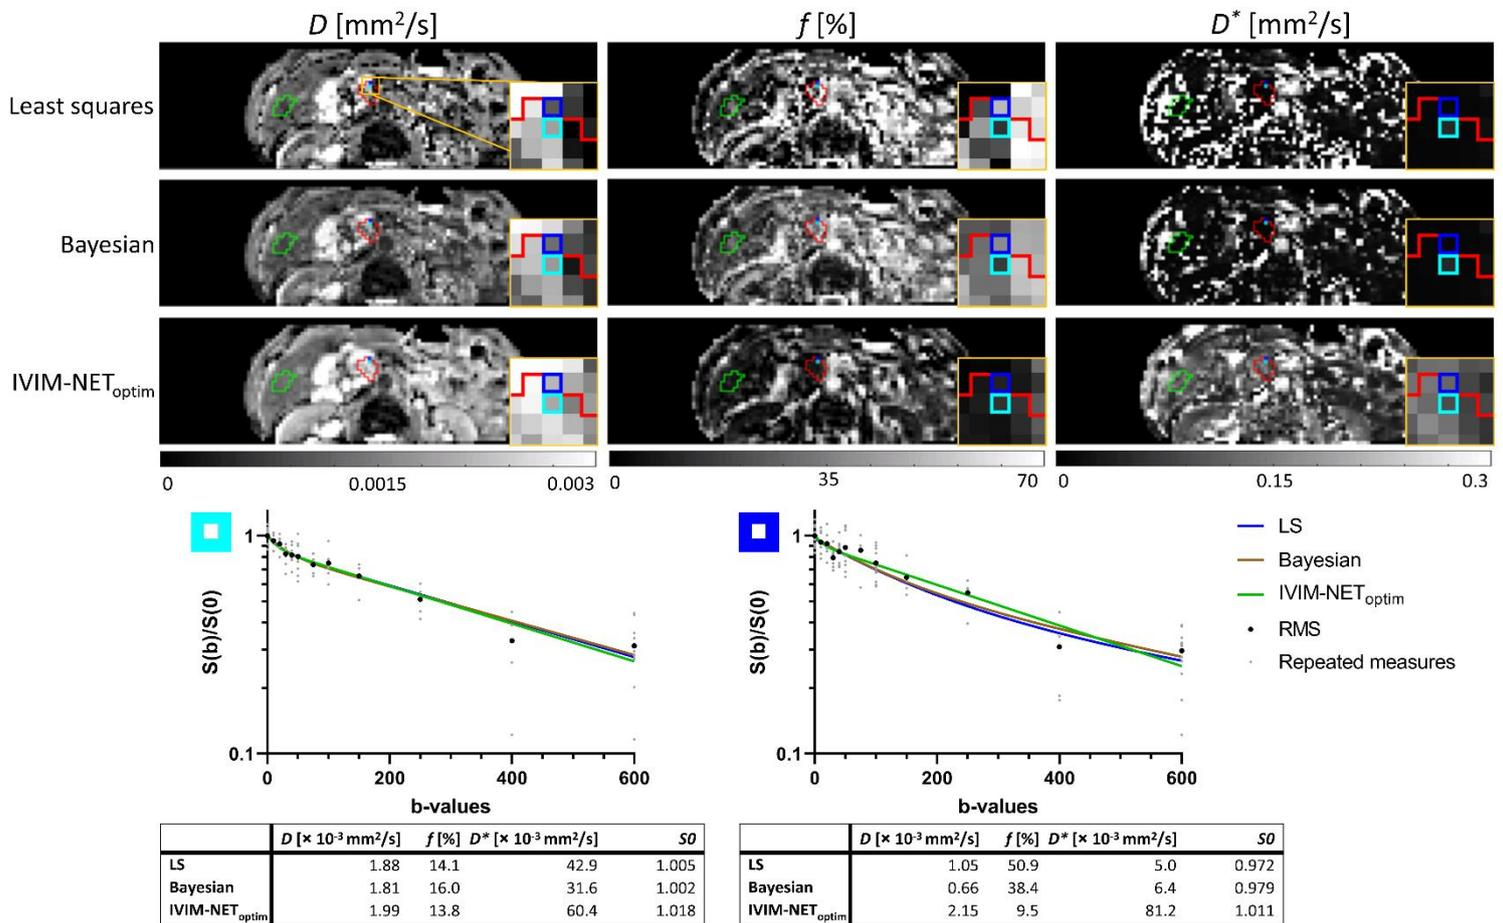 D [mm²/s] f [%] D* [mm²/s]
Least squares
Bayesian
IVIM-NEToptim
0 0.0015 0.003 0 35 70 0 0.15 0.3
S(b)/S(0)
1
0.1
0 200 400 600
b-values
S(b)/S(0)
1
0.1
0 200 400 600
b-values
LS
Bayesian
IVIM-NEToptim
RMS
Repeated measures
D [× 10⁻³ mm²/s] f [%] D* [× 10⁻³ mm²/s] S0
LS 1.88 14.1 42.9 1.005
Bayesian 1.81 16.0 31.6 1.002
IVIM-NEToptim 1.99 13.8 60.4 1.018
D [× 10⁻³ mm²/s] f [%] D* [× 10⁻³ mm²/s] S0
LS 1.05 50.9 5.0 0.972
Bayesian 0.66 38.4 6.4 0.979
IVIM-NEToptim 2.15 9.5 81.2 1.011